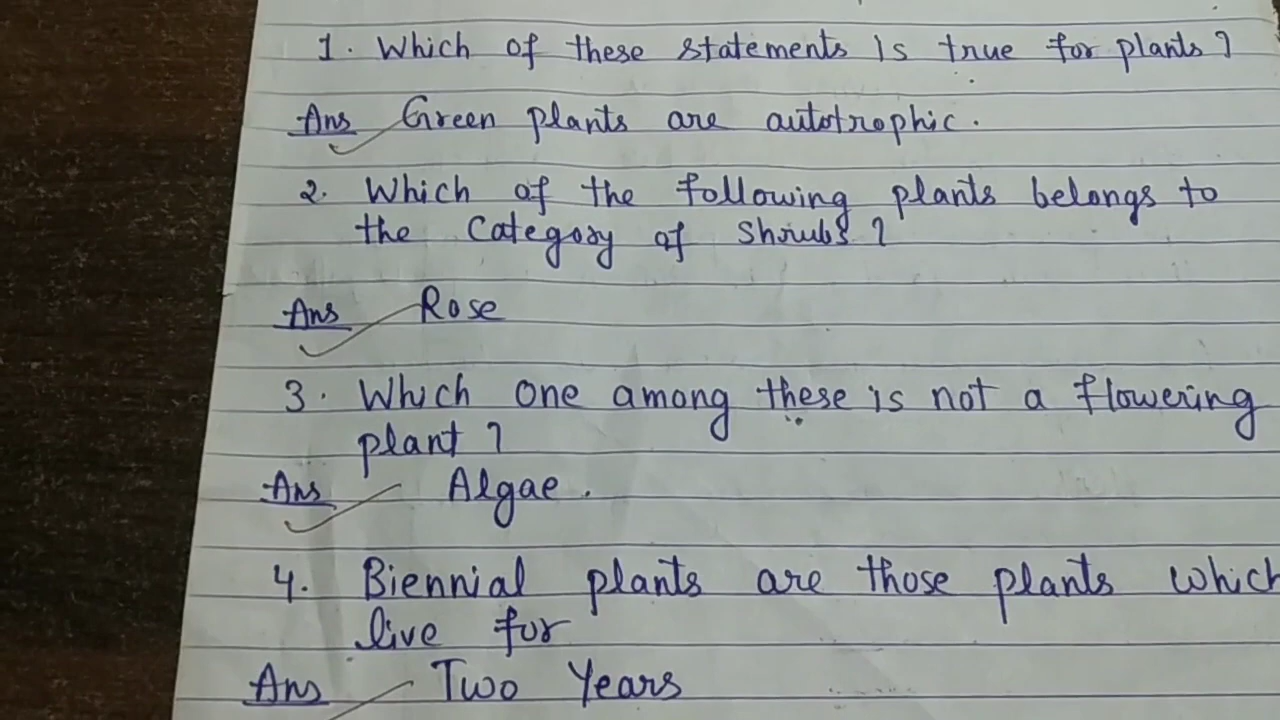 1. Which of these statements is true for plants?
Ans Green plants are autotrophic.
2. Which of the following plants belongs to
the Category of Shrubs?
Ans Rose
3. Which one among these is not a flowering
plant?
Ans Algae.
4. Biennial plants are those plants which
live for
Ans Two Years